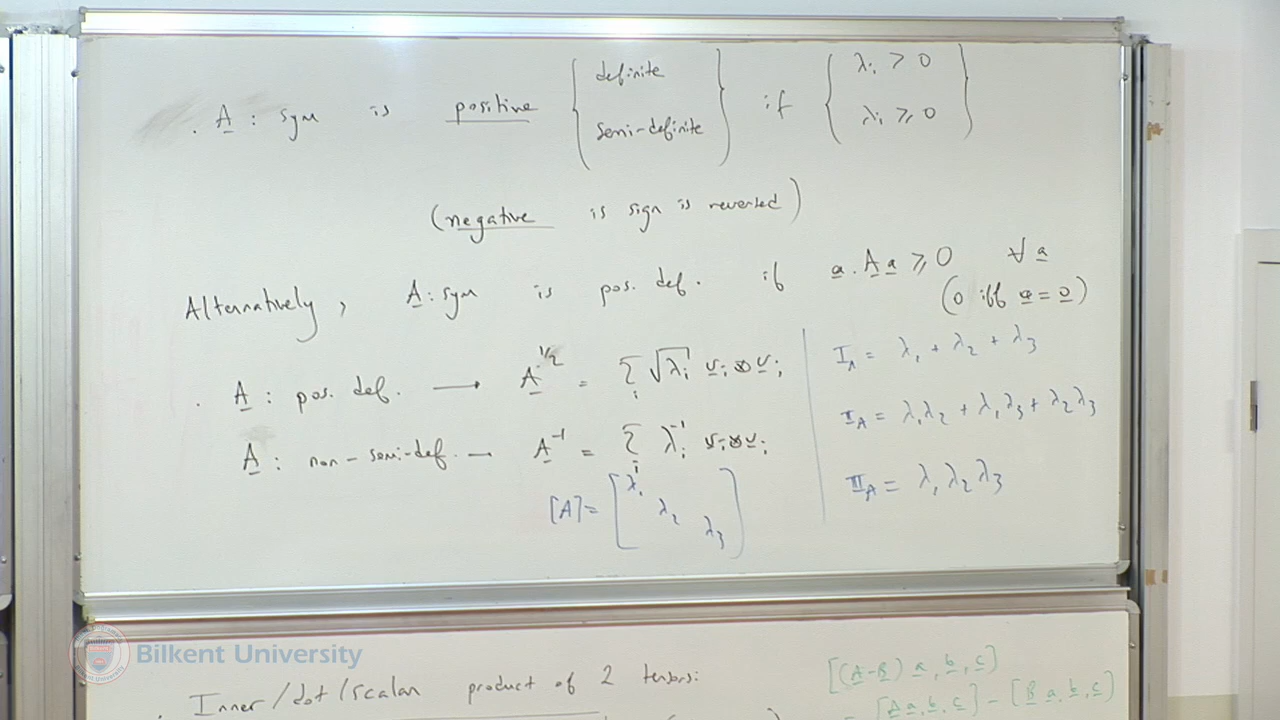 . A : sym is positive { definite / semi-definite } if { λi > 0 / λi ⩾ 0 }
(negative is sign is reversed)
Alternatively, A : sym is pos. def. if a . A a ⩾ 0 ∀ a
(0 iff a = 0)
. A : pos. def. → A^1/2 = Σi √λi vi ⊗ vi
A : non-semi-def. → A^-1 = Σi λi^-1 vi ⊗ vi
[A] = [ λ1 λ2 λ3 ]
I_A = λ1 + λ2 + λ3
II_A = λ1λ2 + λ1λ3 + λ2λ3
III_A = λ1 λ2 λ3
Bilkent University
. Inner/dot/scalar product of 2 tensors:
[(A-B) a, b, c]
= [A a, b, c] - [B a, b, c]